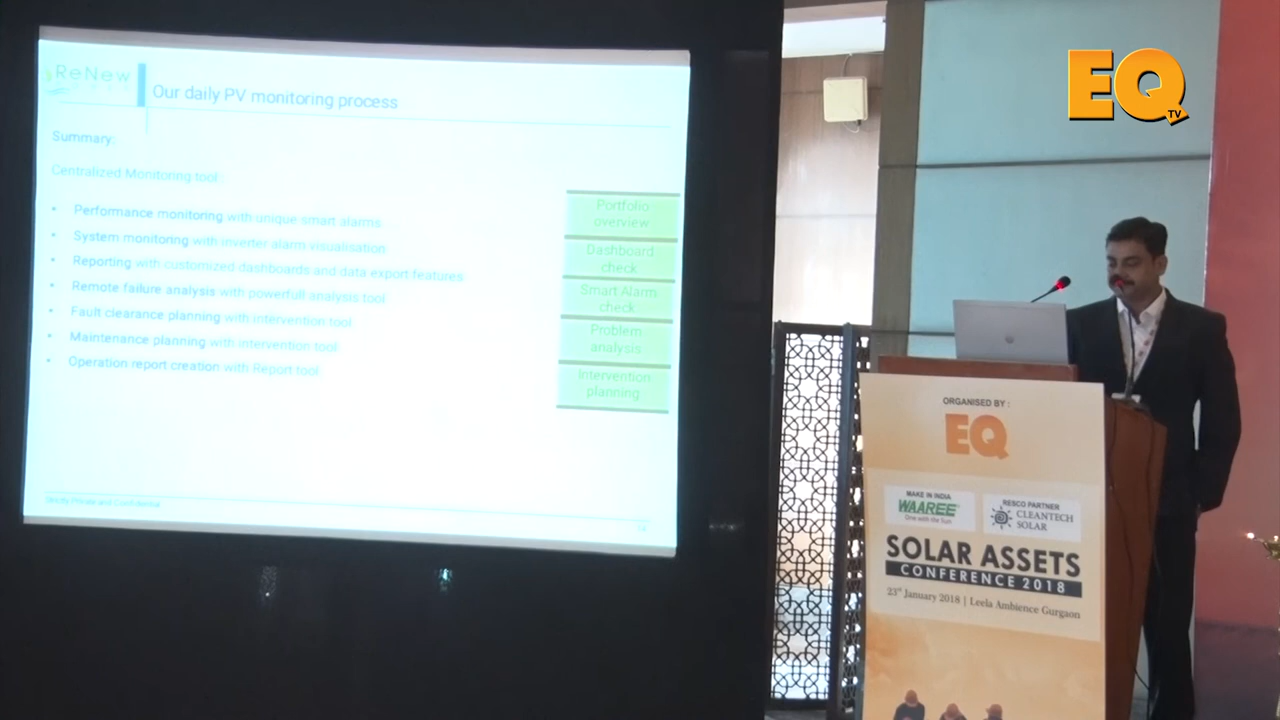 ReNew
Our daily PV monitoring process
Summary:
Centralized Monitoring tool:
• Performance monitoring with unique smart alarms
• System monitoring with inverter alarm visualisation
• Reporting with customized dashboards and data export features
• Remote failure analysis with powerfull analysis tool
• Fault clearance planning with intervention tool
• Maintenance planning with intervention tool
• Operation report creation with Report tool
Portfolio
overview
Dashboard
check
Smart Alarm
check
Problem
analysis
Intervention
planning
Strictly Private and Confidential
EQ
TV
ORGANISED BY :
EQ
MAKE IN INDIA
WAAREE
One with the Sun
RESCO PARTNER
CLEANTECH
SOLAR
SOLAR ASSETS
CONFERENCE 2018
23rd January 2018 | Leela Ambience Gurgaon